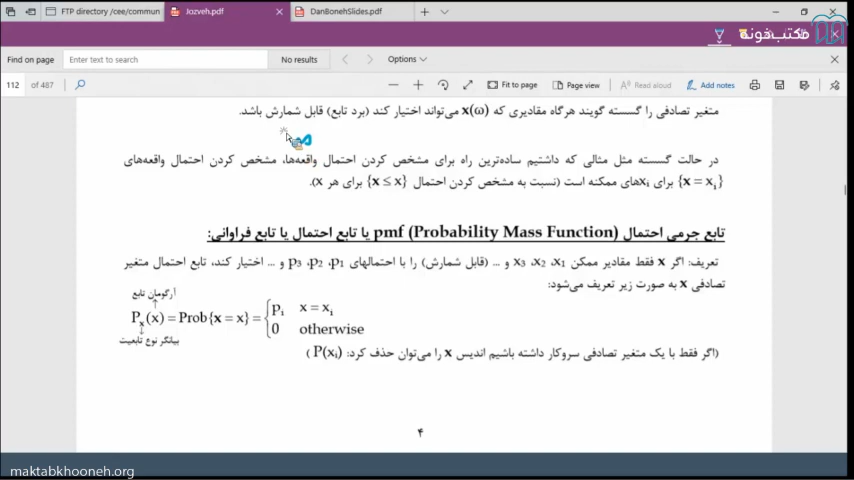 FTP directory /cee/commun
Jozveh.pdf
DanBonehSlides.pdf
مکتب‌خونه
Find on page
Enter text to search
No results
Options
112 of 487
Fit to page
Page view
Read aloud
Add notes
متغیر تصادفی را گسسته گویند هرگاه مقادیری که x(ω) می‌تواند اختیار کند (برد تابع) قابل شمارش باشد.
در حالت گسسته مثل مثالی که داشتیم ساده‌ترین راه برای مشخص کردن احتمال واقعه‌ها، مشخص کردن احتمال واقعه‌های
{x = xi} برای xiهای ممکنه است (نسبت به مشخص کردن احتمال {x ≤ x} برای هر x).
تابع جرمی احتمال pmf (Probability Mass Function) یا تابع احتمال یا تابع فراوانی:
تعریف: اگر x فقط مقادیر ممکن x1، x2، x3 و ... (قابل شمارش) را با احتمالهای p1، p2، p3 و ... اختیار کند، تابع احتمال متغیر
تصادفی x به صورت زیر تعریف می‌شود:
آرگومان تابع
Px(x) = Prob{x = x} = { pi x = xi
0 otherwise
بیانگر نوع تابعیت
(اگر فقط با یک متغیر تصادفی سروکار داشته باشیم اندیس x را می‌توان حذف کرد: P(xi) )
۴
maktabkhooneh.org